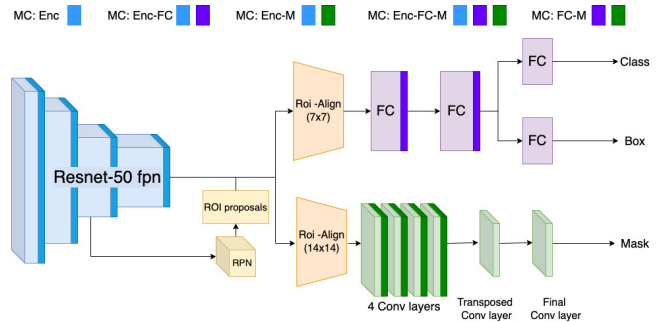 MC: Enc
MC: Enc-FC
MC: Enc-M
MC: Enc-FC-M
MC: FC-M
Resnet-50 fpn
ROI proposals
RPN
Roi -Align
(7x7)
FC
FC
FC
Class
FC
Box
Roi -Align
(14x14)
4 Conv layers
Transposed
Conv layer
Final
Conv layer
Mask